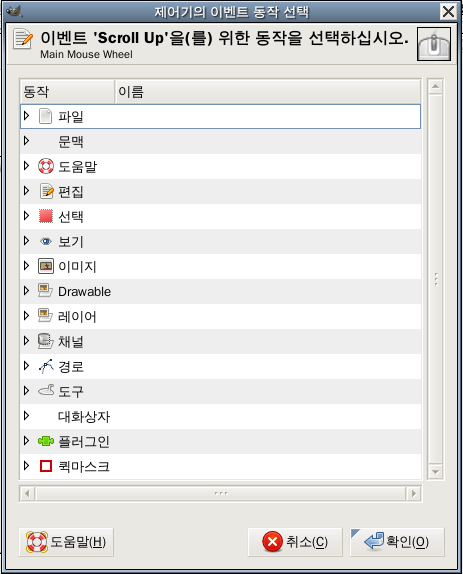 제어기의 이벤트 동작 선택
이벤트 'Scroll Up'을(를) 위한 동작을 선택하십시오.
Main Mouse Wheel
동작 이름
파일
문맥
도움말
편집
선택
보기
이미지
Drawable
레이어
채널
경로
도구
대화상자
플러그인
퀵마스크
도움말(H) 취소(C) 확인(O)